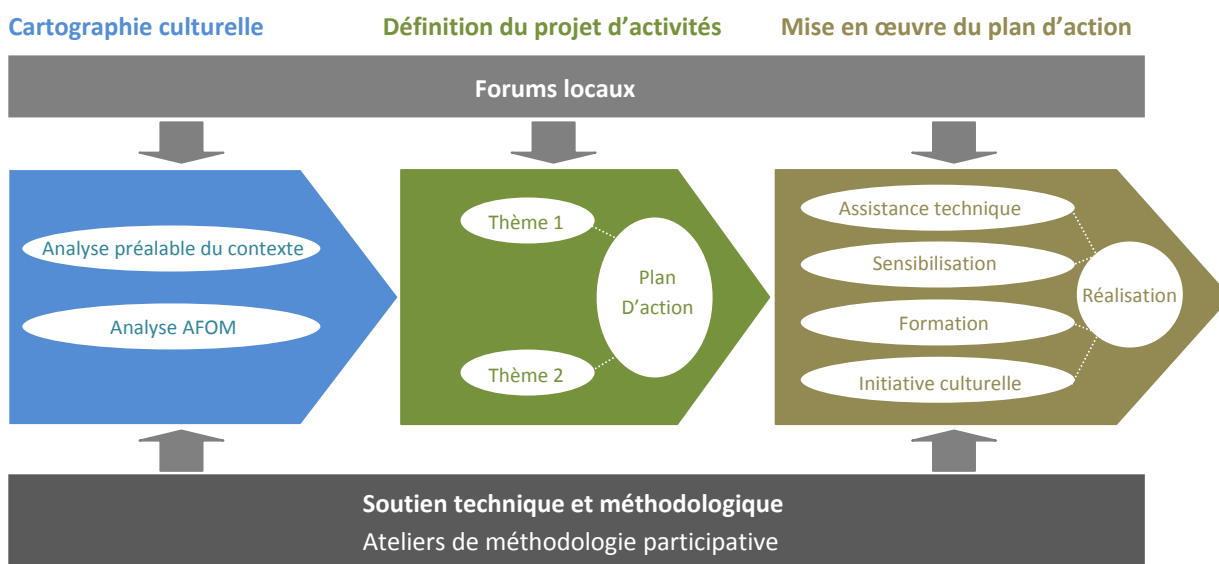 Cartographie culturelle
Définition du projet d’activités
Mise en œuvre du plan d’action
Forums locaux
Analyse préalable du contexte
Analyse AFOM
Thème 1
Plan
D’action
Thème 2
Assistance technique
Sensibilisation
Formation
Initiative culturelle
Réalisation
Soutien technique et méthodologique
Ateliers de méthodologie participative